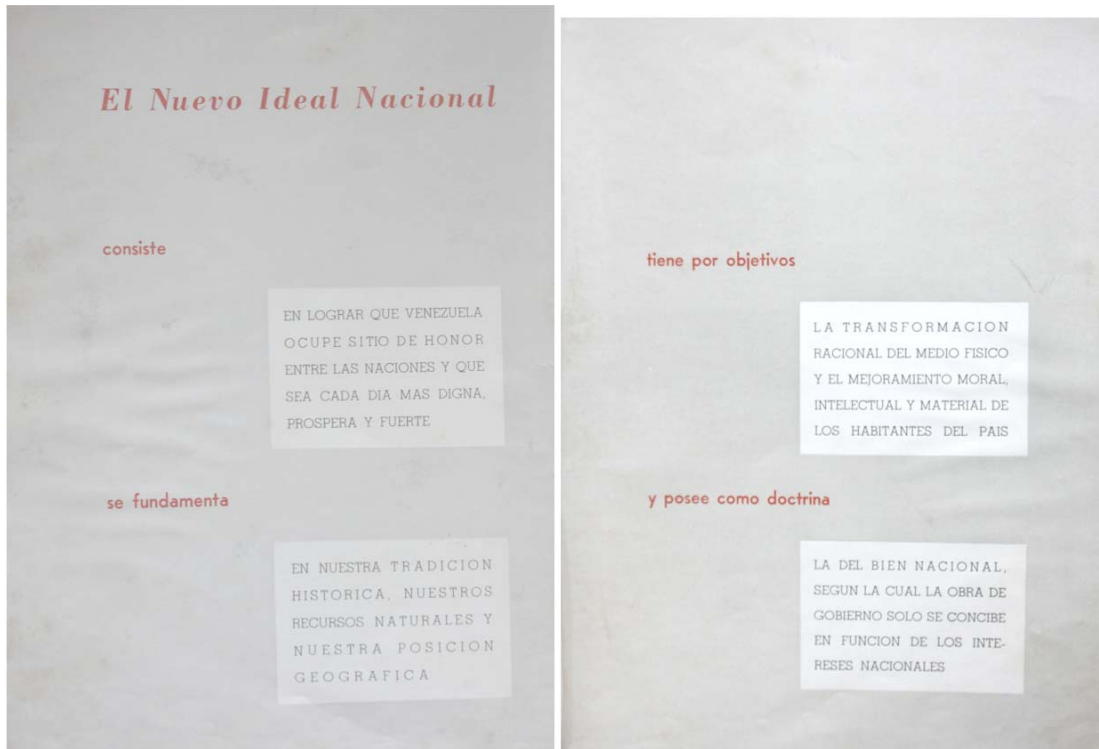 El Nuevo Ideal Nacional
consiste
EN LOGRAR QUE VENEZUELA
OCUPE SITIO DE HONOR
ENTRE LAS NACIONES Y QUE
SEA CADA DIA MAS DIGNA,
PROSPERA Y FUERTE
se fundamenta
EN NUESTRA TRADICION
HISTORICA, NUESTROS
RECURSOS NATURALES Y
NUESTRA POSICION
GEOGRAFICA
tiene por objetivos
LA TRANSFORMACION
RACIONAL DEL MEDIO FISICO
Y EL MEJORAMIENTO MORAL,
INTELECTUAL Y MATERIAL DE
LOS HABITANTES DEL PAIS
y posee como doctrina
LA DEL BIEN NACIONAL,
SEGUN LA CUAL LA OBRA DE
GOBIERNO SOLO SE CONCIBE
EN FUNCION DE LOS INTE-
RESES NACIONALES